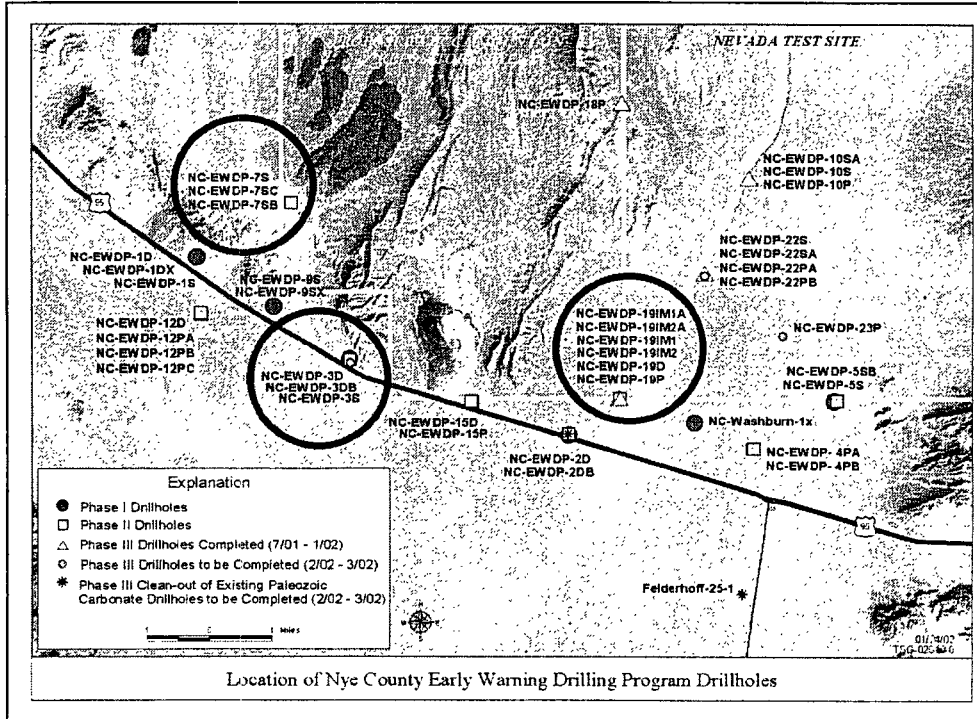 NEVADA TEST SITE
NC-EWDP-18P
NC-EWDP-10SA
NC-EWDP-10S
NC-EWDP-10P
NC-EWDP-7S
NC-EWDP-7SC
NC-EWDP-7SB
95
NC-EWDP-1D
NC-EWDP-1DX
NC-EWDP-1S
NC-EWDP-9S
NC-EWDP-9SX
NC-EWDP-22S
NC-EWDP-22SA
NC-EWDP-22PA
NC-EWDP-22PB
NC-EWDP-12D
NC-EWDP-12PA
NC-EWDP-12PB
NC-EWDP-12PC
NC-EWDP-19IM1A
NC-EWDP-19IM2A
NC-EWDP-19IM1
NC-EWDP-19IM2
NC-EWDP-19D
NC-EWDP-19P
NC-EWDP-23P
NC-EWDP-3D
NC-EWDP-3DB
NC-EWDP-3S
NC-EWDP-5SB
NC-EWDP-5S
NC-EWDP-15D
NC-EWDP-15P
NC-Washburn-1x
NC-EWDP-2D
NC-EWDP-2DB
NC-EWDP- 4PA
NC-EWDP- 4PB
95
Explanation
Phase I Drillholes
Phase II Drillholes
Phase III Drillholes Completed (7/01 - 1/02)
Phase III Drillholes to be Completed (2/02 - 3/02)
Phase III Clean-out of Existing Paleozoic
Carbonate Drillholes to be Completed (2/02 - 3/02)
Felderhoff-25-1
1 0 1 Miles
Location of Nye County Early Warning Drilling Program Drillholes